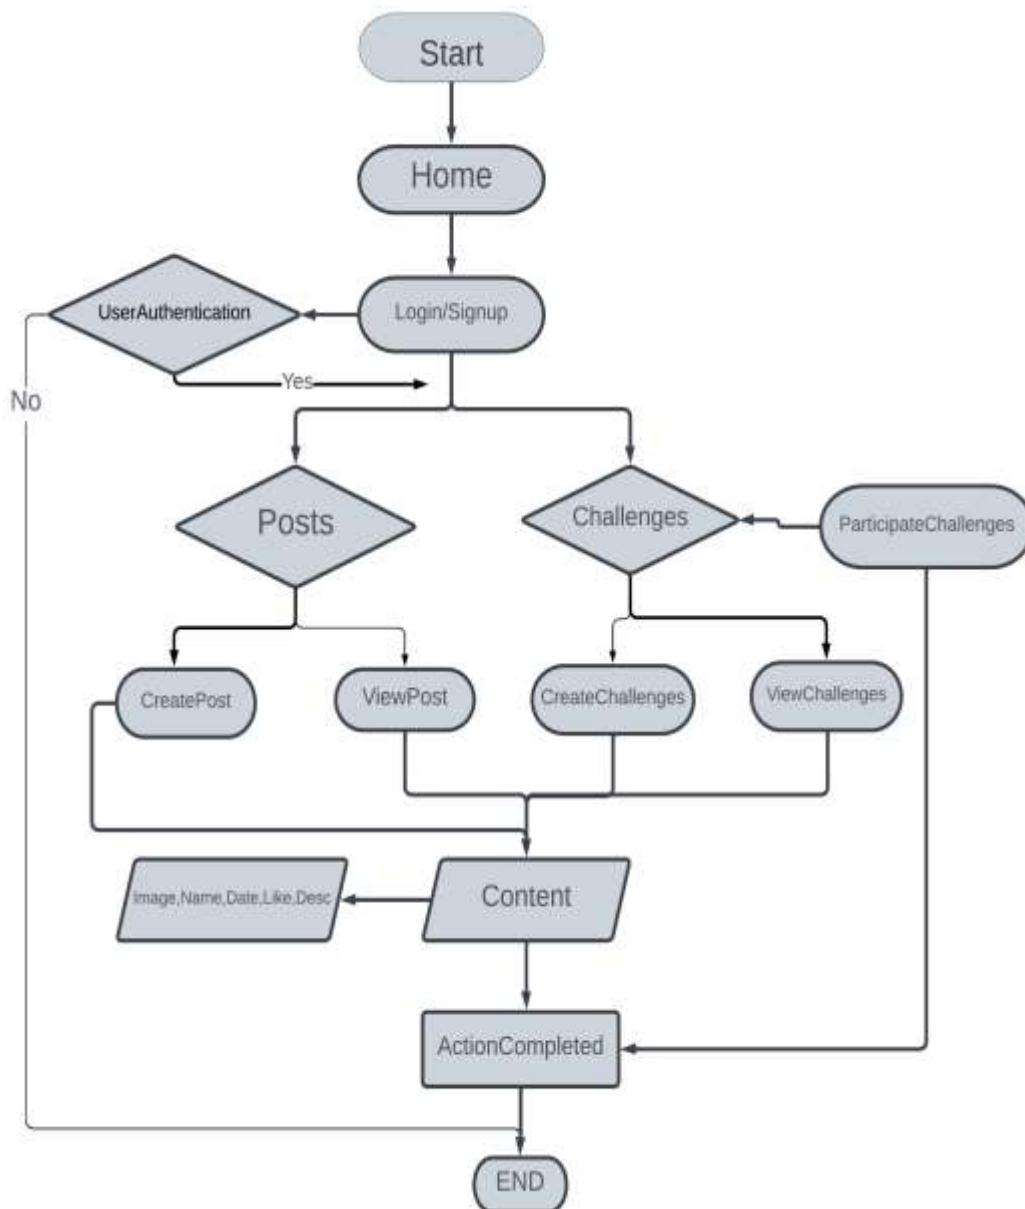 Start
Home
Login/Signup
UserAuthentication
Yes
No
Posts
Challenges
ParticipateChallenges
CreatePost
ViewPost
CreateChallenges
ViewChallenges
Content
Image,Name,Date,Like,Desc
ActionCompleted
END